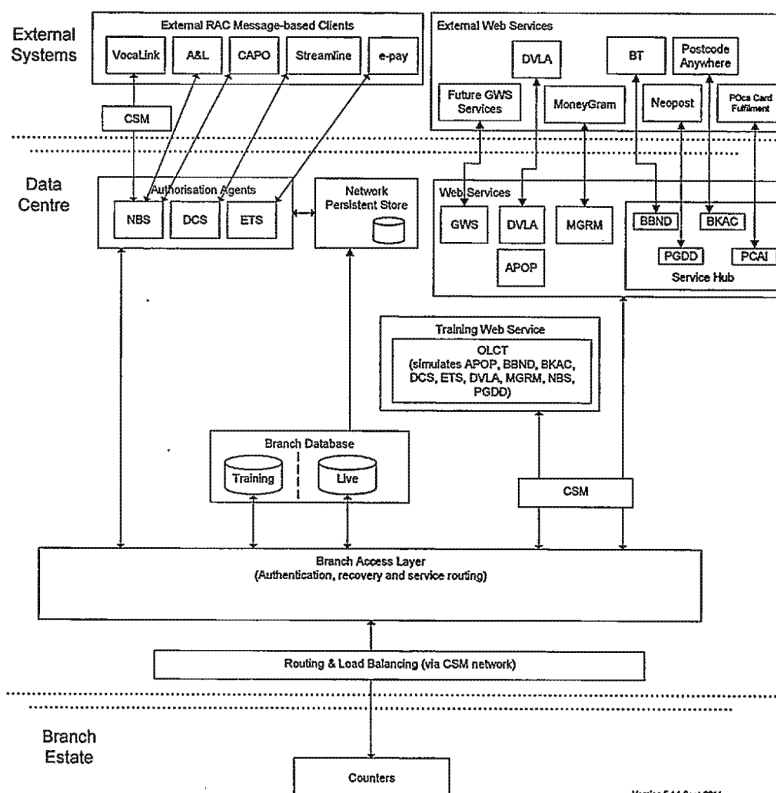 External
Systems
External RAC Message-based Clients
VocaLink
A&L
CAPO
Streamline
e-pay
CSM
External Web Services
DVLA
BT
Postcode
Anywhere
Future GWS
Services
MoneyGram
Neopost
POca Card
Fulfilment
Data
Centre
Authorisation Agents
NBS
DCS
ETS
Network
Persistent Store
Web Services
GWS
DVLA
MGRM
APOP
BBND
BKAC
PGDD
PCAI
Service Hub
Training Web Service
OLCT
(simulates APOP, BBND, BKAC,
DCS, ETS, DVLA, MGRM, NBS,
PGDD)
Branch Database
Training
Live
CSM
Branch Access Layer
(Authentication, recovery and service routing)
Routing & Load Balancing (via CSM network)
Branch
Estate
Counters